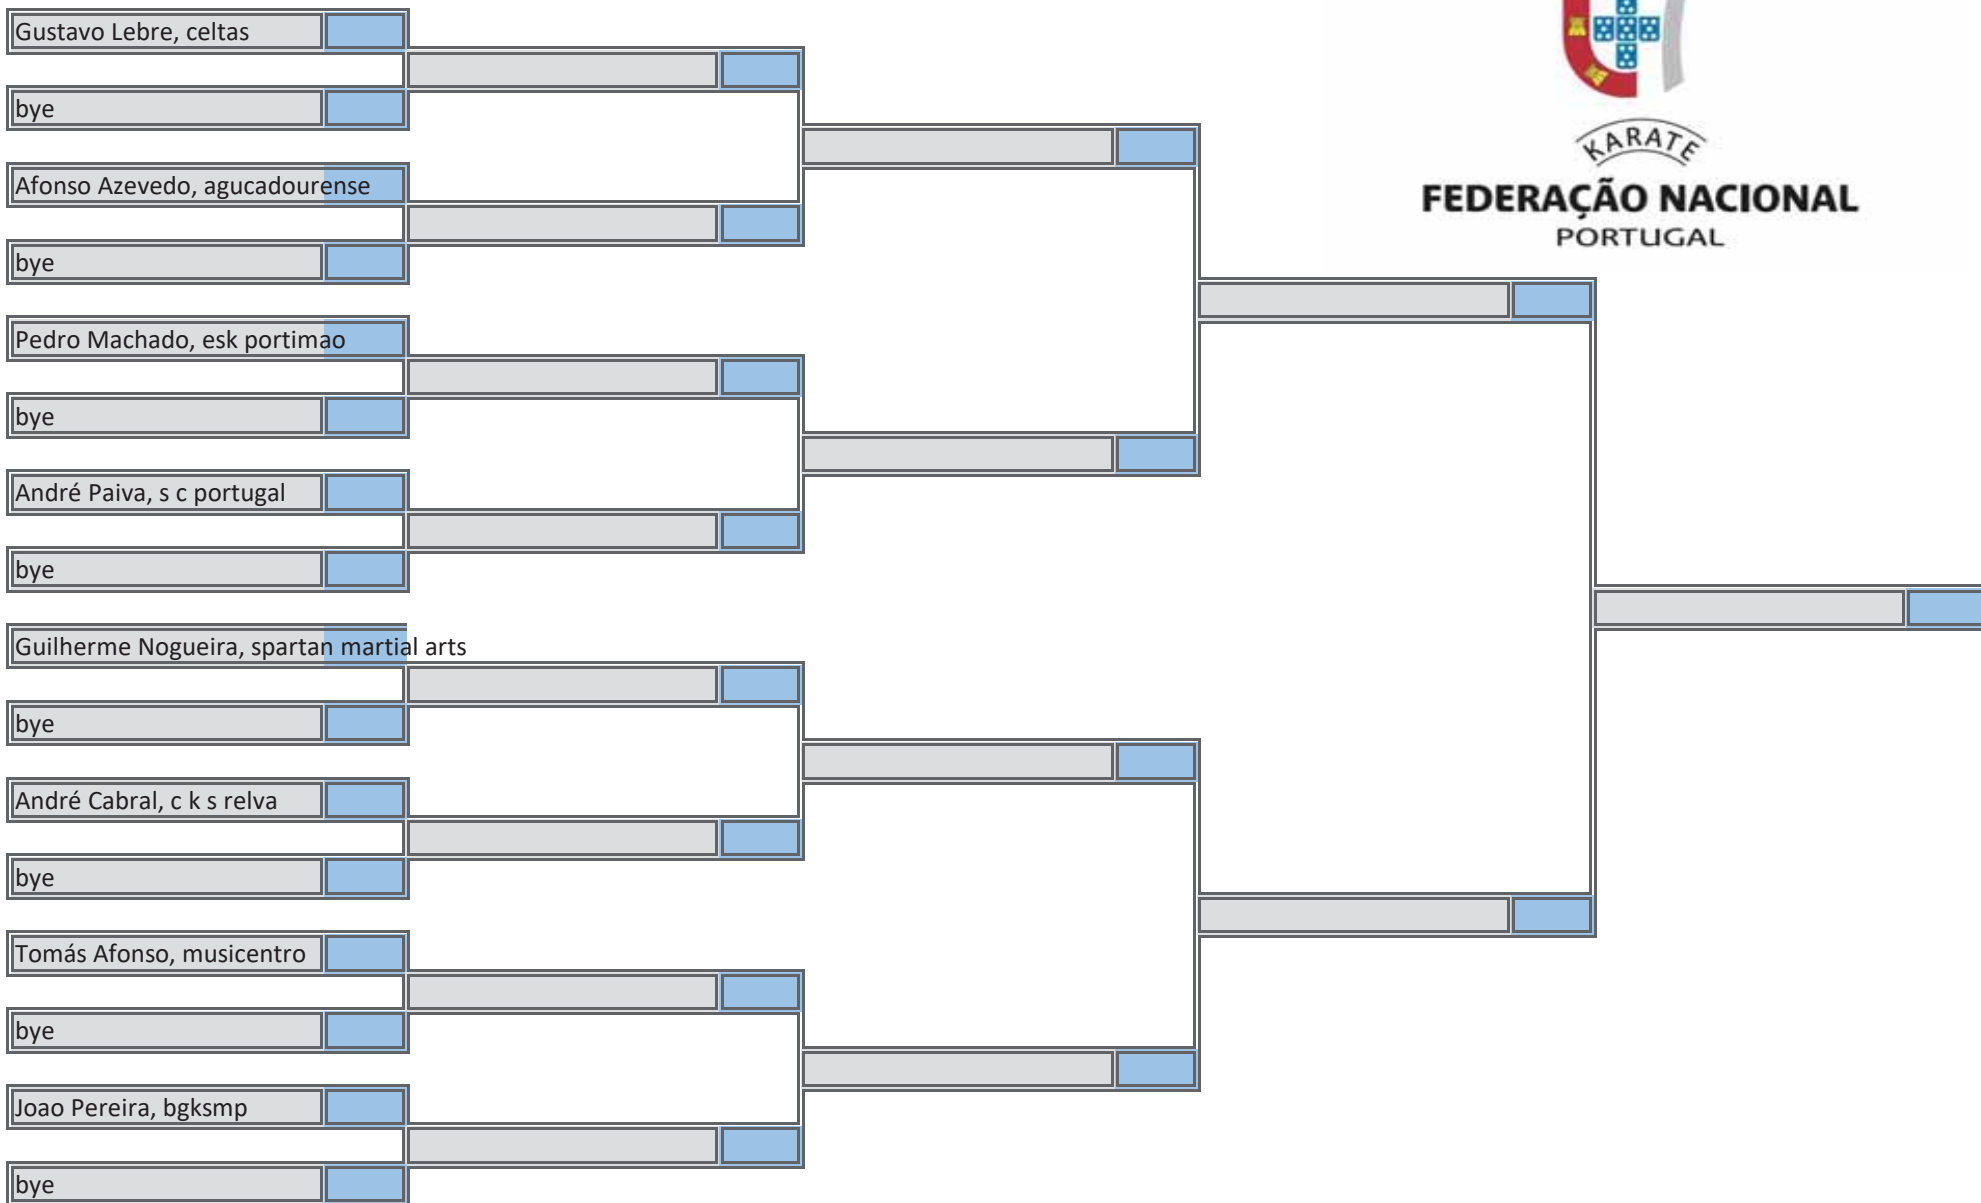 Gustavo Lebre, celtas
bye
Afonso Azevedo, agucadourense
bye
Pedro Machado, esk portimao
bye
André Paiva, s c portugal
bye
Guilherme Nogueira, spartan martial arts
bye
André Cabral, c k s relva
bye
Tomás Afonso, musicentro
bye
Joao Pereira, bgksmp
bye
KARATE
FEDERAÇÃO NACIONAL
PORTUGAL